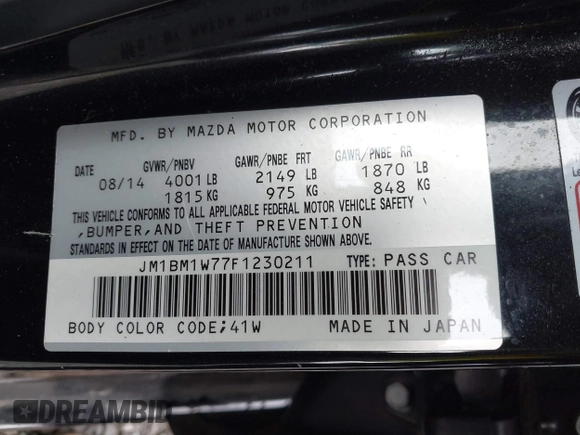 MFD. BY MAZDA MOTOR CORPORATION
DATE GVWR/PNBV GAWR/PNBE FRT GAWR/PNBE RR
08/14 4001 LB 2149 LB 1870 LB
1815 KG 975 KG 848 KG
THIS VEHICLE CONFORMS TO ALL APPLICABLE FEDERAL MOTOR VEHICLE SAFETY
,BUMPER,AND THEFT PREVENTION
STANDARDS IN EFFECT ON THE DATE OF MANUFACTURE SHOWN ABOVE.
JM1BM1W77F1230211 TYPE: PASS CAR
BODY COLOR CODE;41W MADE IN JAPAN
DREAMBID